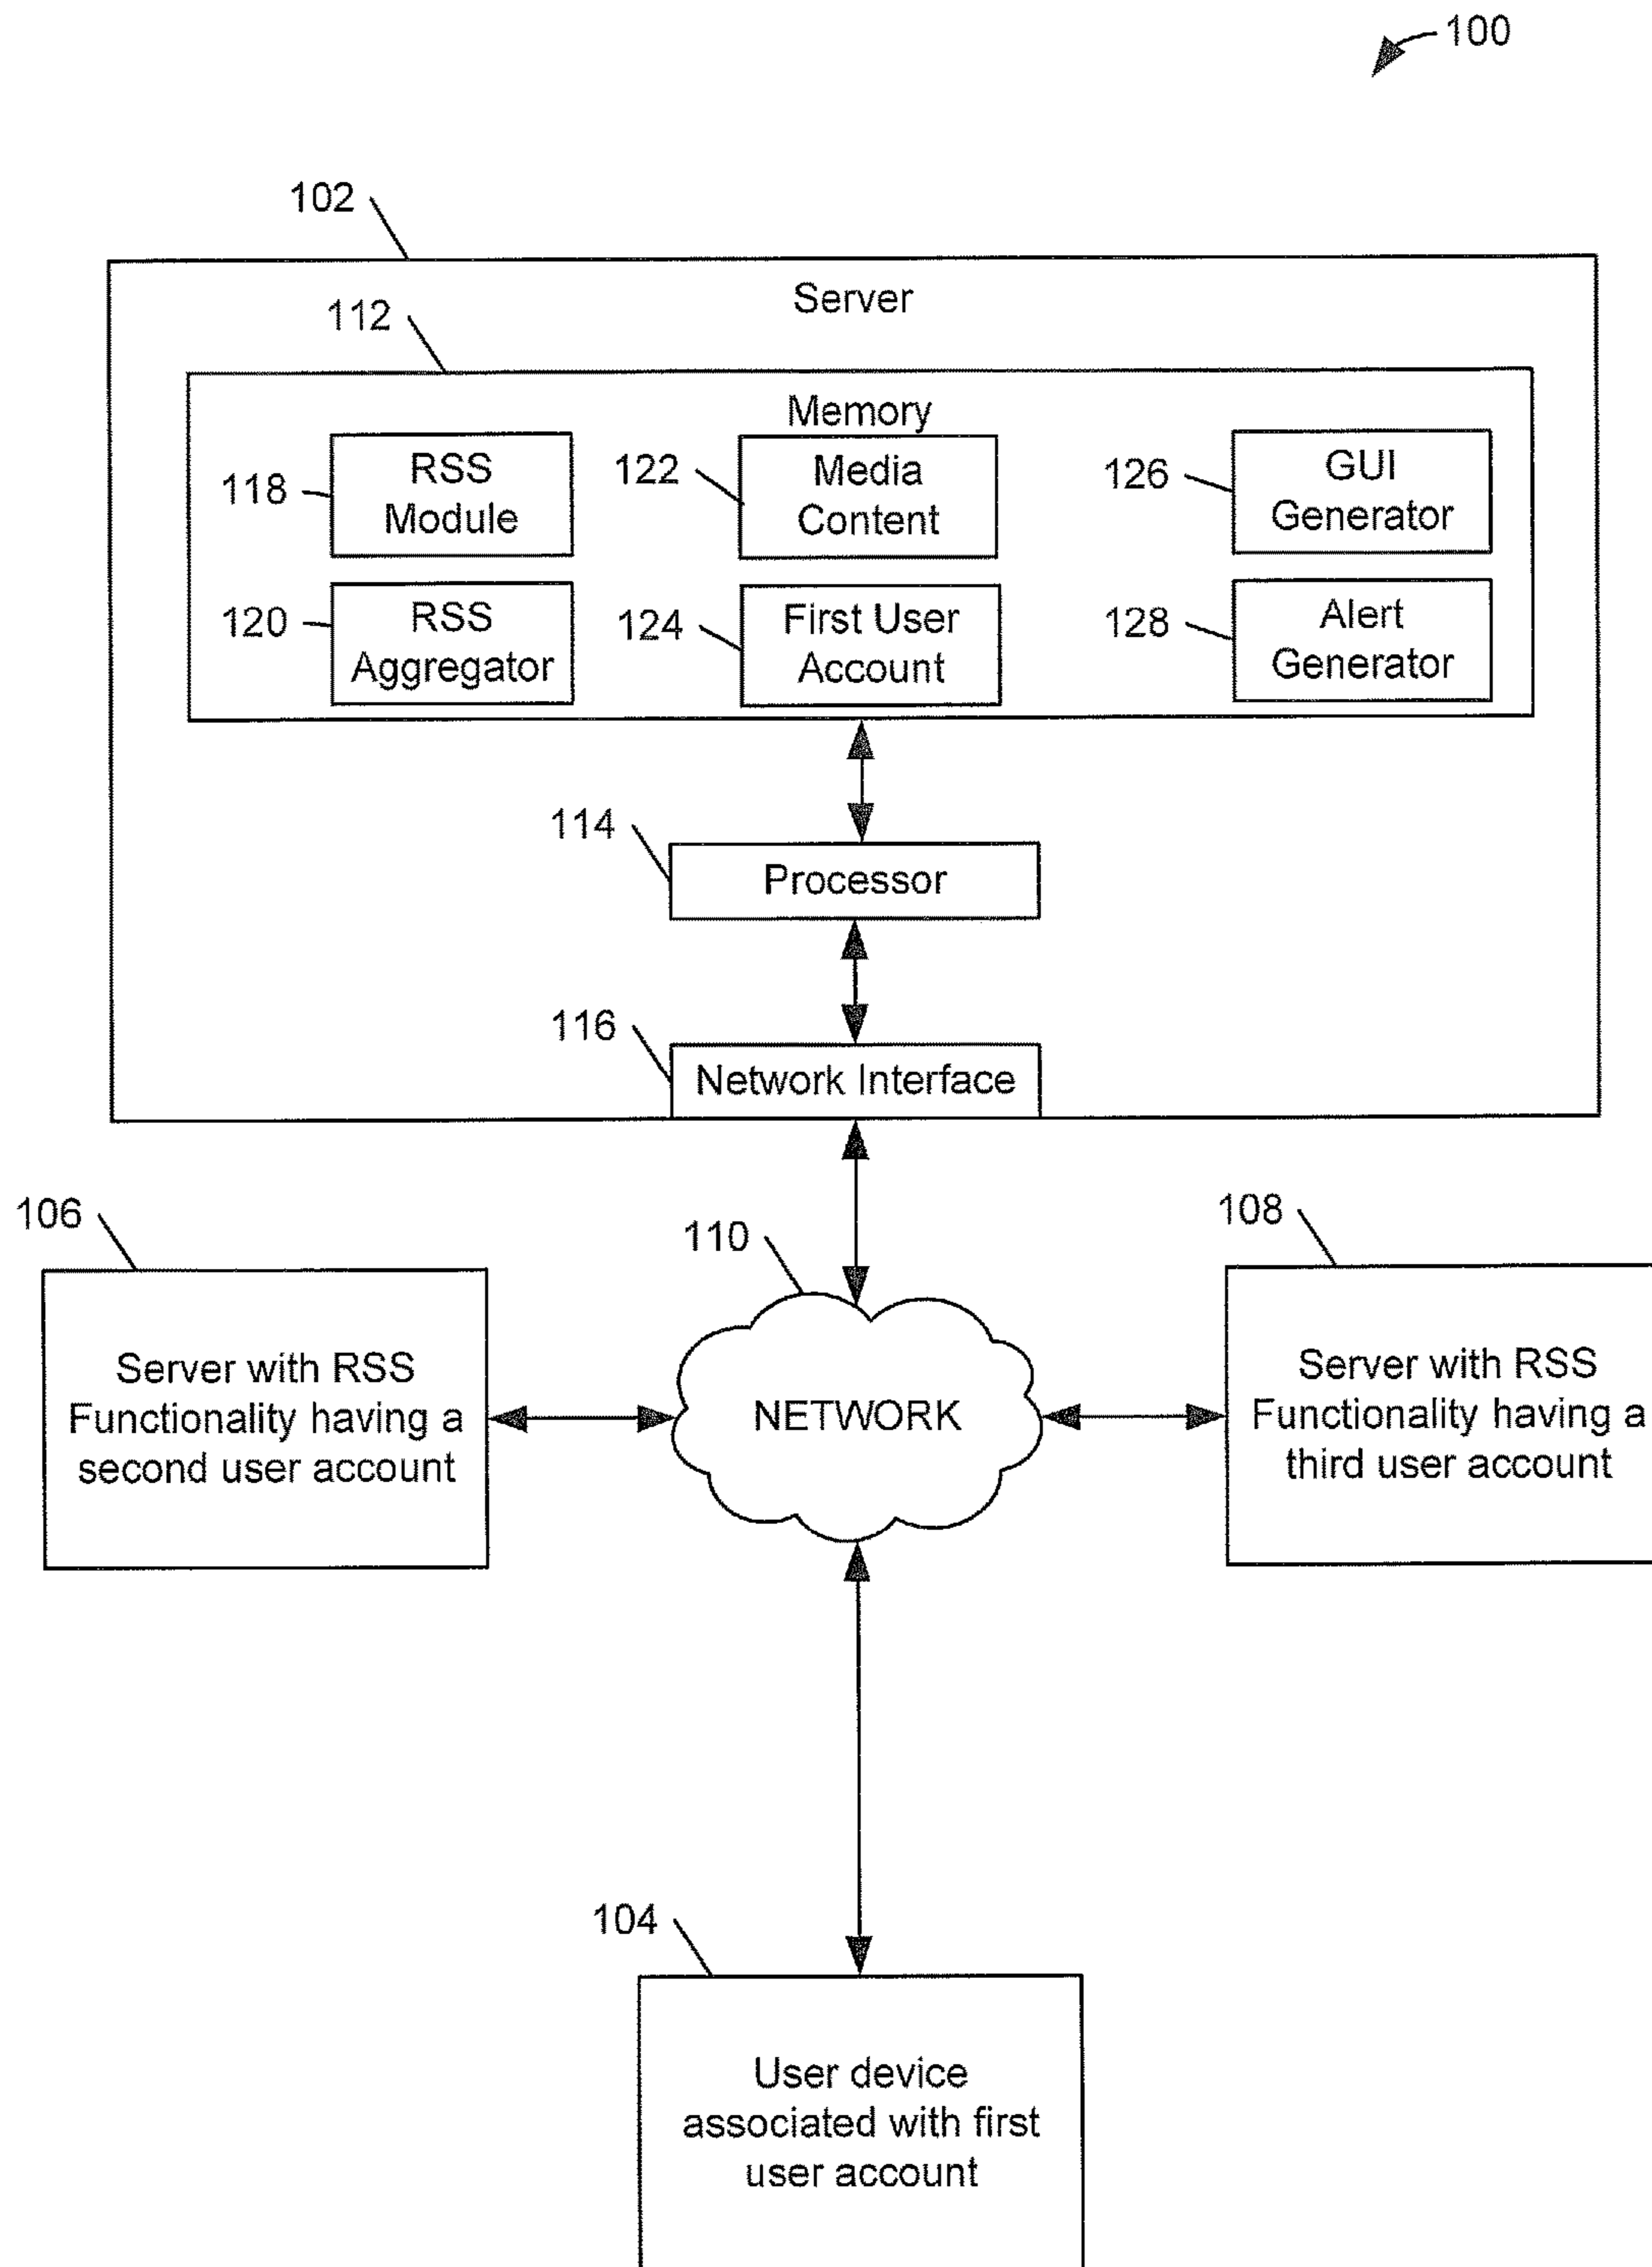 100
102
Server
112
Memory
118
RSS
Module
122
Media
Content
126
GUI
Generator
120
RSS
Aggregator
124
First User
Account
128
Alert
Generator
114
Processor
116
Network Interface
106
110
108
Server with RSS
Functionality having a
second user account
NETWORK
Server with RSS
Functionality having a
third user account
104
User device
associated with first
user account